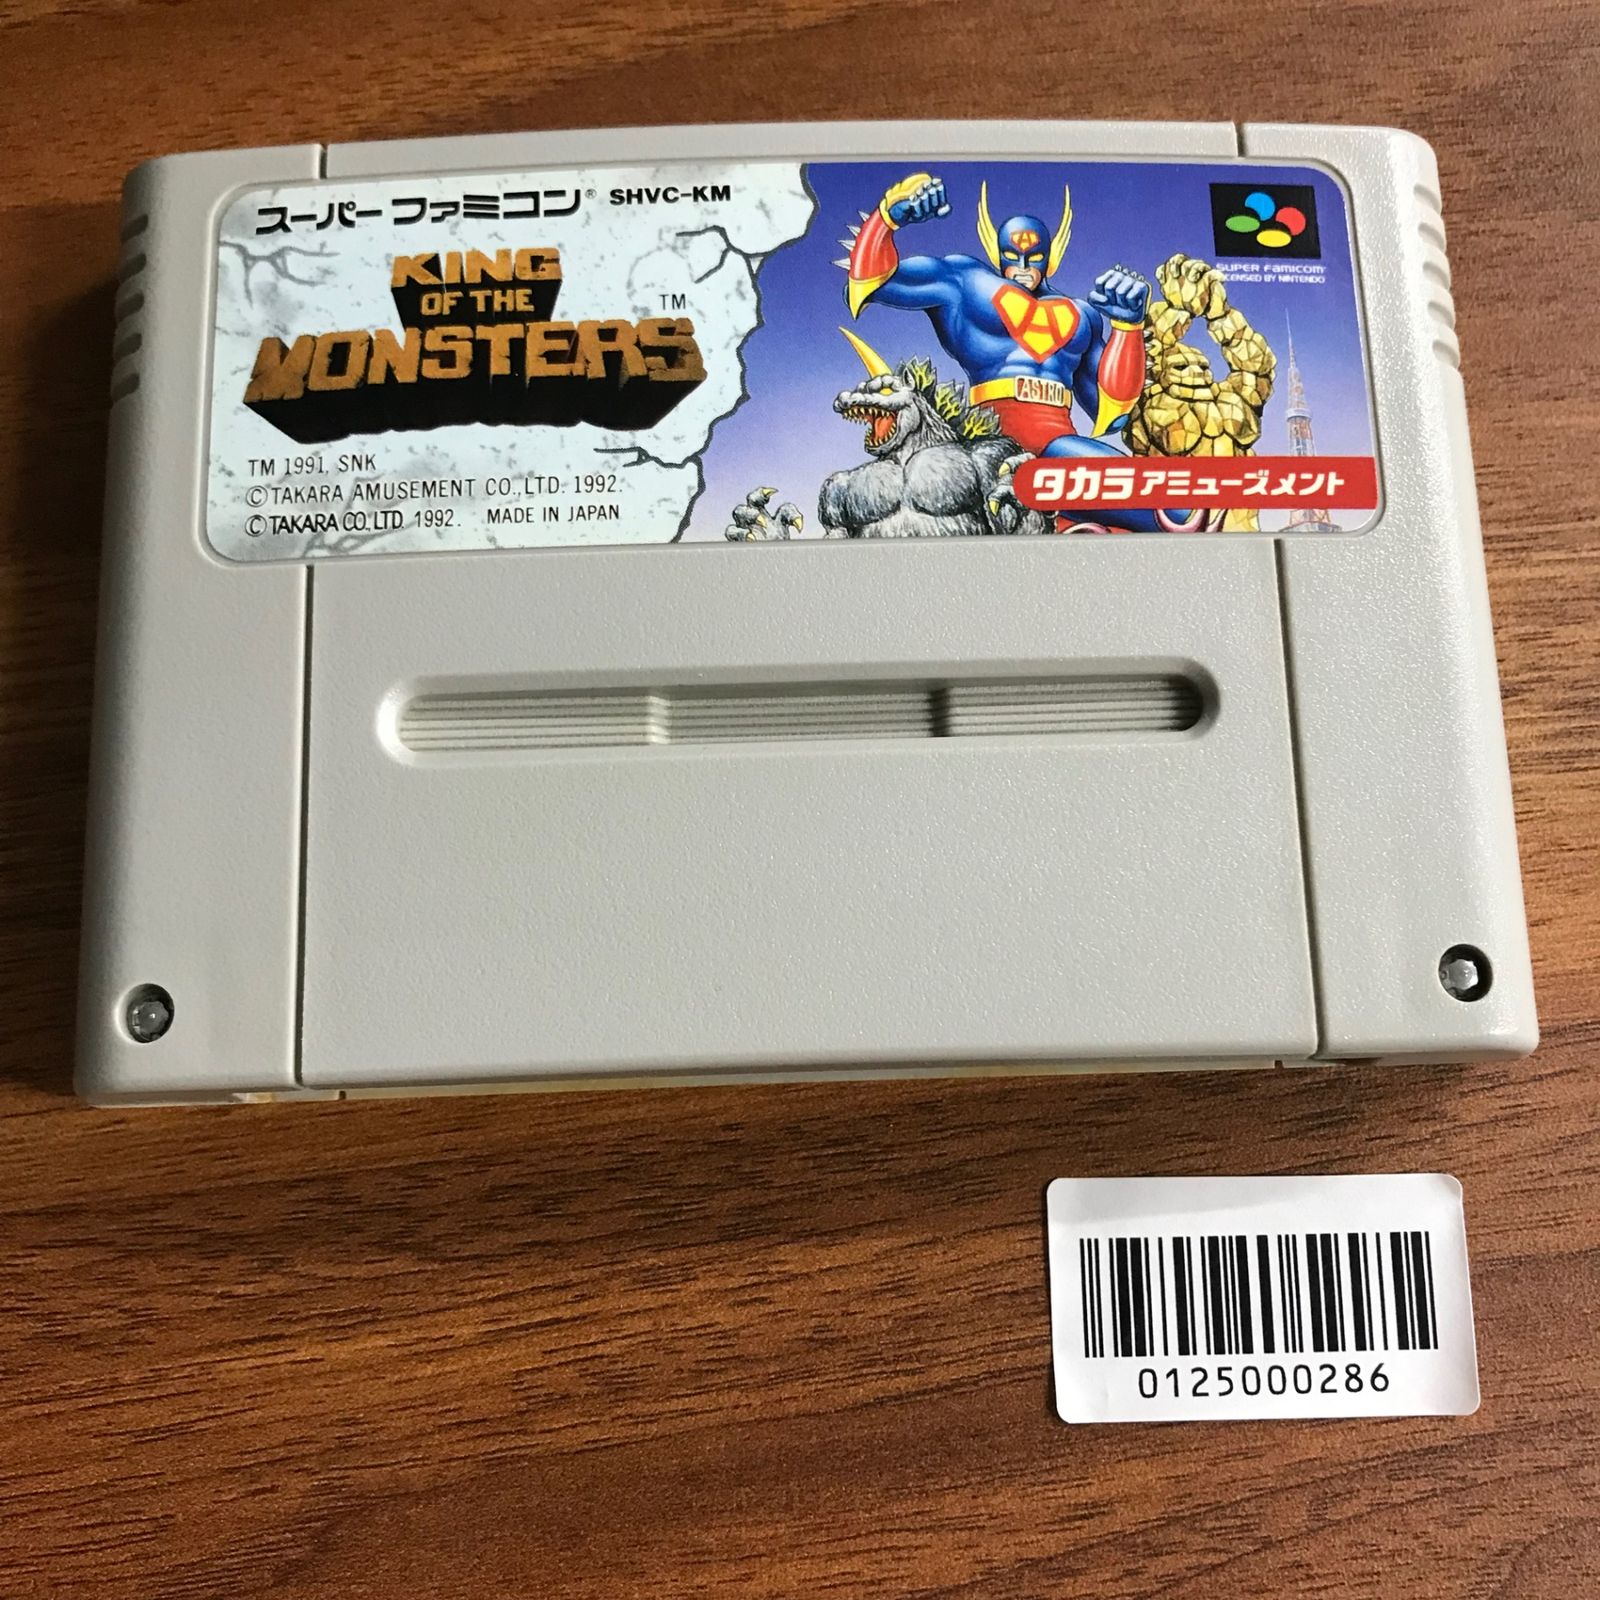 スーパーファミコン® SHVC-KM
KING
OF THE
MONSTERS™
TM 1991, SNK
©TAKARA AMUSEMENT CO.,LTD. 1992.
©TAKARA CO.,LTD. 1992. MADE IN JAPAN
A
A
ASTRO
SUPER FAMICOM
LICENSED BY NINTENDO
タカラアミューズメント
0125000286